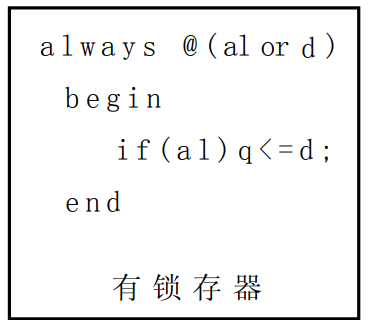 always @(al or d)
begin
if(al)q<=d;
end
有锁存器